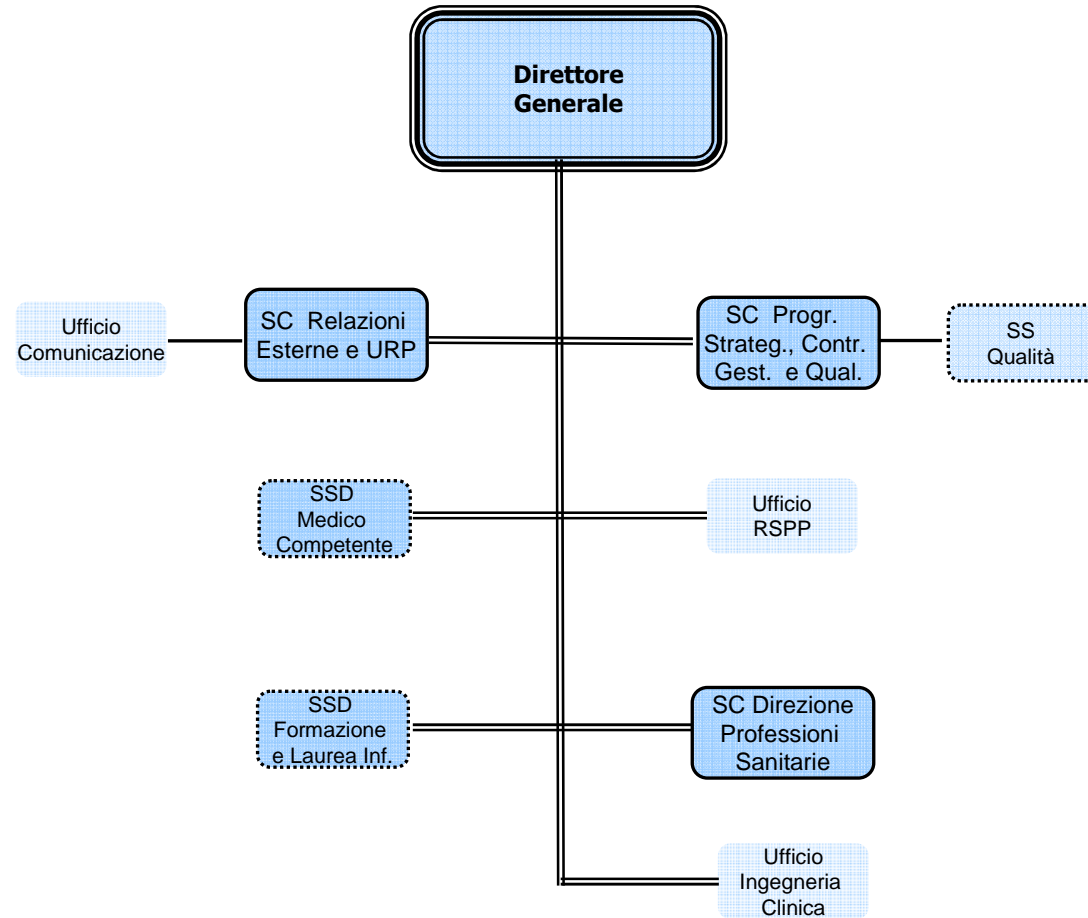 Direttore
Generale
Ufficio
Comunicazione
SC Relazioni
Esterne e URP
SC Progr.
Strateg., Contr.
Gest. e Qual.
SS
Qualità
SSD
Medico
Competente
Ufficio
RSPP
SSD
Formazione
e Laurea Inf.
SC Direzione
Professioni
Sanitarie
Ufficio
Ingegneria
Clinica